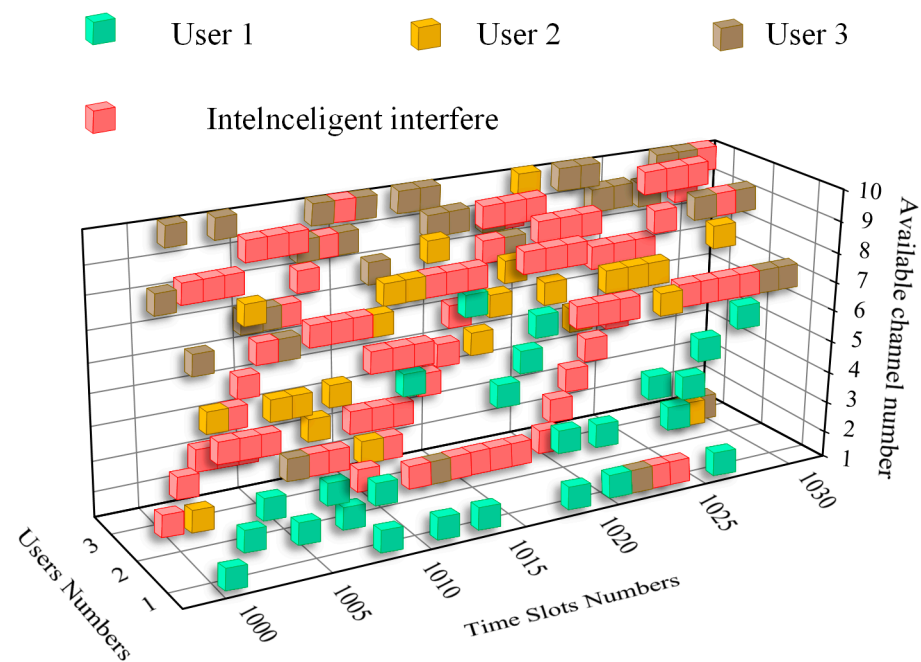 User 1
User 2
User 3
Intelnceligent interfere
10
9
8
7
6
5
4
3
2
1
Available channel number
3
2
1
Users Numbers
1000
1005
1010
1015
1020
1025
1030
Time Slots Numbers